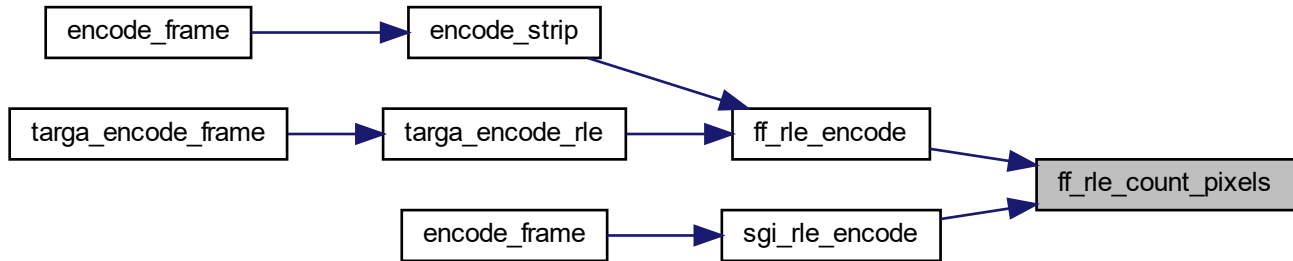 encode_frame
encode_strip
targa_encode_frame
targa_encode_rle
ff_rle_encode
ff_rle_count_pixels
encode_frame
sgi_rle_encode